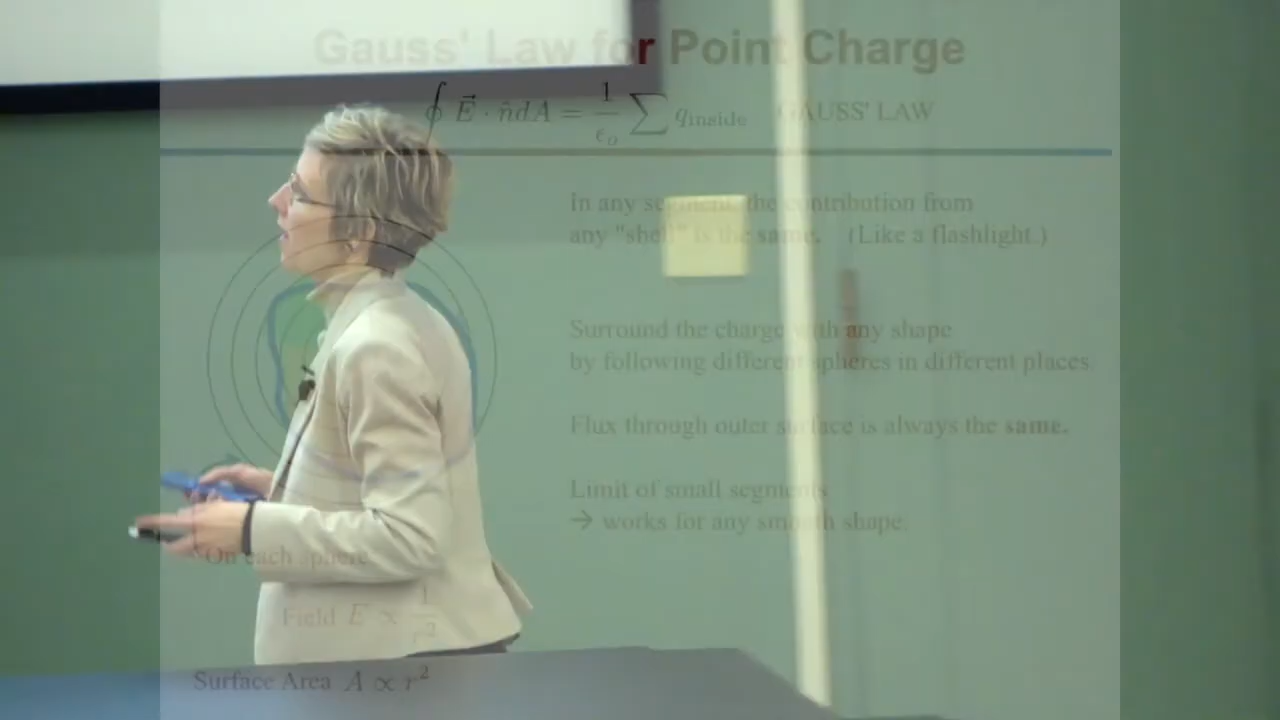 Gauss' Law for Point Charge
∮ E⃗ · n̂dA = 1/ϵₒ ∑ q_inside GAUSS' LAW
In any segment, the contribution from
any "shell" is the same. (Like a flashlight.)
Surround the charge with any shape
by following different spheres in different places
Flux through outer surface is always the same.
Limit of small segments
→ works for any smooth shape.
On each sphere
Field E ∝ 1/r²
Surface Area A ∝ r²